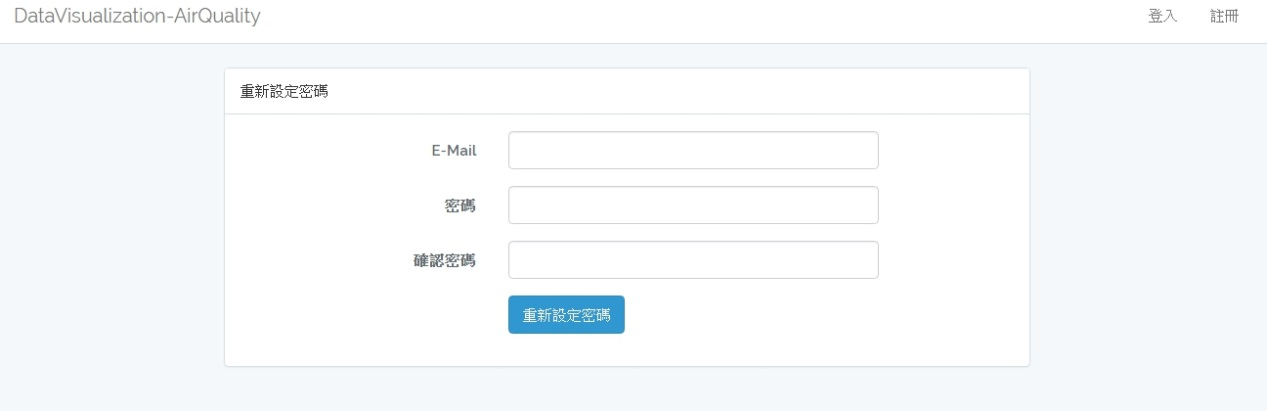 DataVisualization-AirQuality
登入 註冊
重新設定密碼
E-Mail
密碼
確認密碼
重新設定密碼